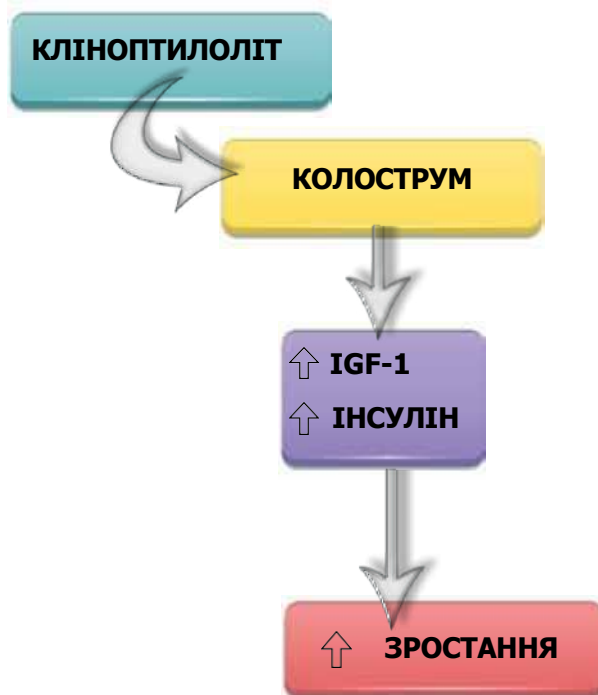 КЛІНОПТИЛОЛІТ
КОЛОСТРУМ
⇧ IGF-1
⇧ ІНСУЛІН
⇧ ЗРОСТАННЯ